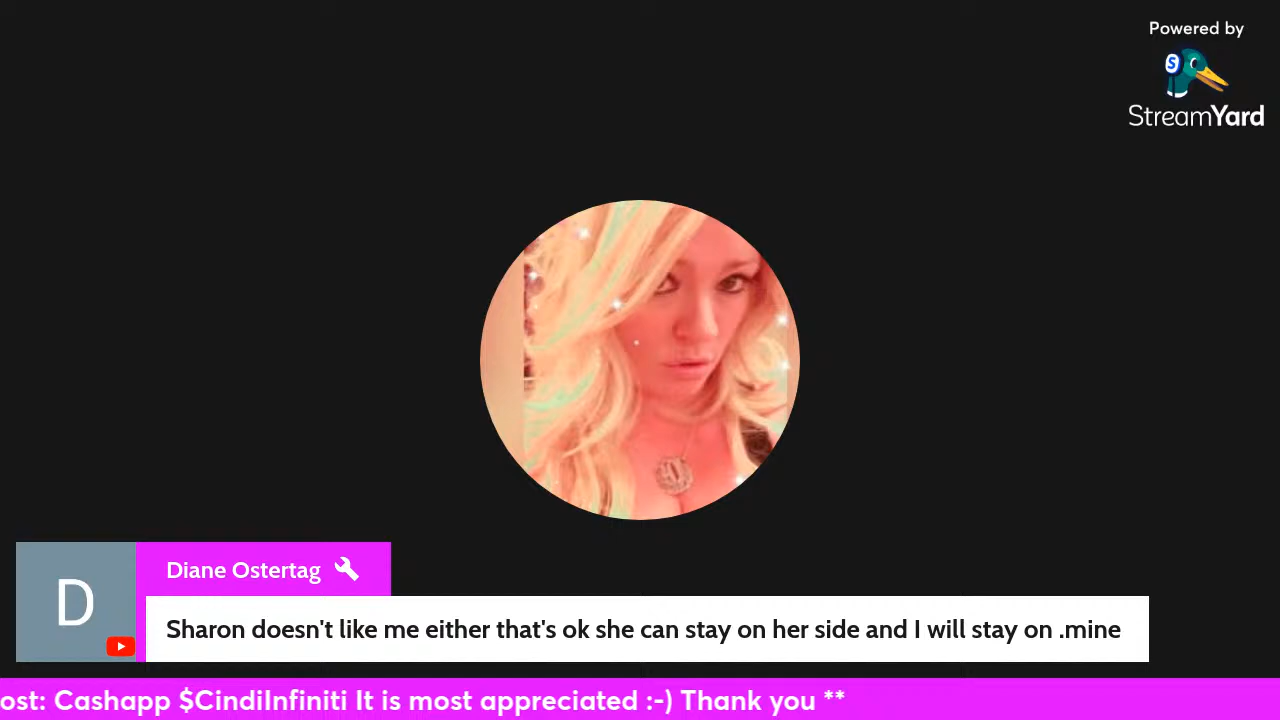 Powered by
StreamYard
Diane Ostertag
D
Sharon doesn't like me either that's ok she can stay on her side and I will stay on .mine
ost: Cashapp $CindiInfiniti It is most appreciated :-) Thank you **